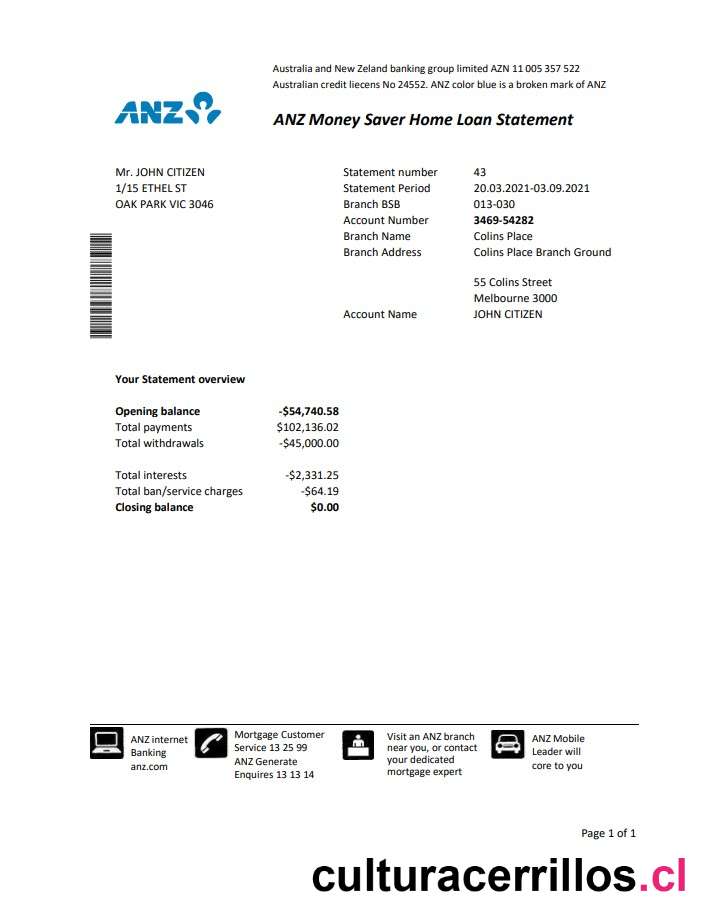 Australia and New Zeland banking group limited AZN 11 005 357 522
Australian credit liecens No 24552. ANZ color blue is a broken mark of ANZ
ANZ
ANZ Money Saver Home Loan Statement
Mr. JOHN CITIZEN
1/15 ETHEL ST
OAK PARK VIC 3046
Statement number 43
Statement Period 20.03.2021-03.09.2021
Branch BSB 013-030
Account Number 3469-54282
Branch Name Colins Place
Branch Address Colins Place Branch Ground
55 Colins Street
Melbourne 3000
Account Name JOHN CITIZEN
Your Statement overview
Opening balance -$54,740.58
Total payments $102,136.02
Total withdrawals -$45,000.00
Total interests -$2,331.25
Total ban/service charges -$64.19
Closing balance $0.00
ANZ internet
Banking
anz.com
Mortgage Customer
Service 13 25 99
ANZ Generate
Enquires 13 13 14
Visit an ANZ branch
near you, or contact
your dedicated
mortgage expert
ANZ Mobile
Leader will
core to you
Page 1 of 1
culturacerrillos.cl